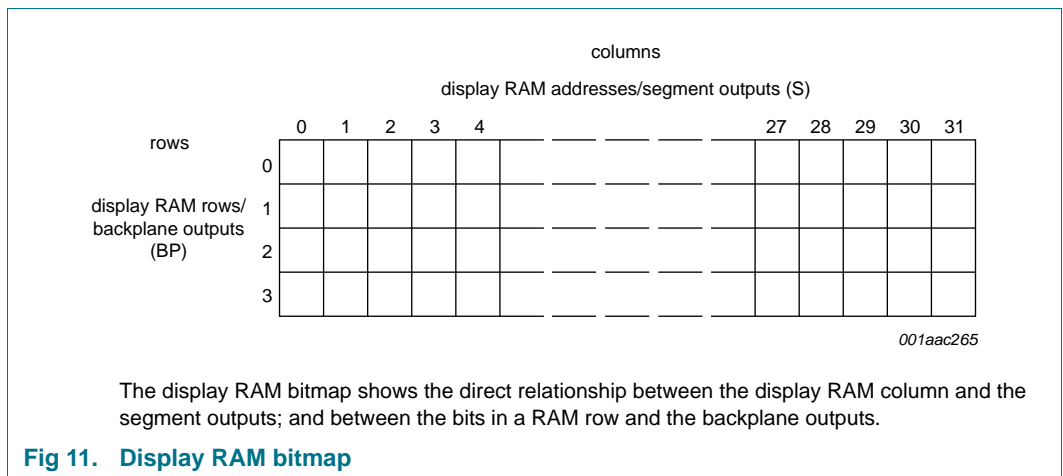 columns
display RAM addresses/segment outputs (S)
0 1 2 3 4 27 28 29 30 31
rows
0
display RAM rows/
backplane outputs
(BP)
1
2
3
001aac265
The display RAM bitmap shows the direct relationship between the display RAM column and the
segment outputs; and between the bits in a RAM row and the backplane outputs.
Fig 11. Display RAM bitmap